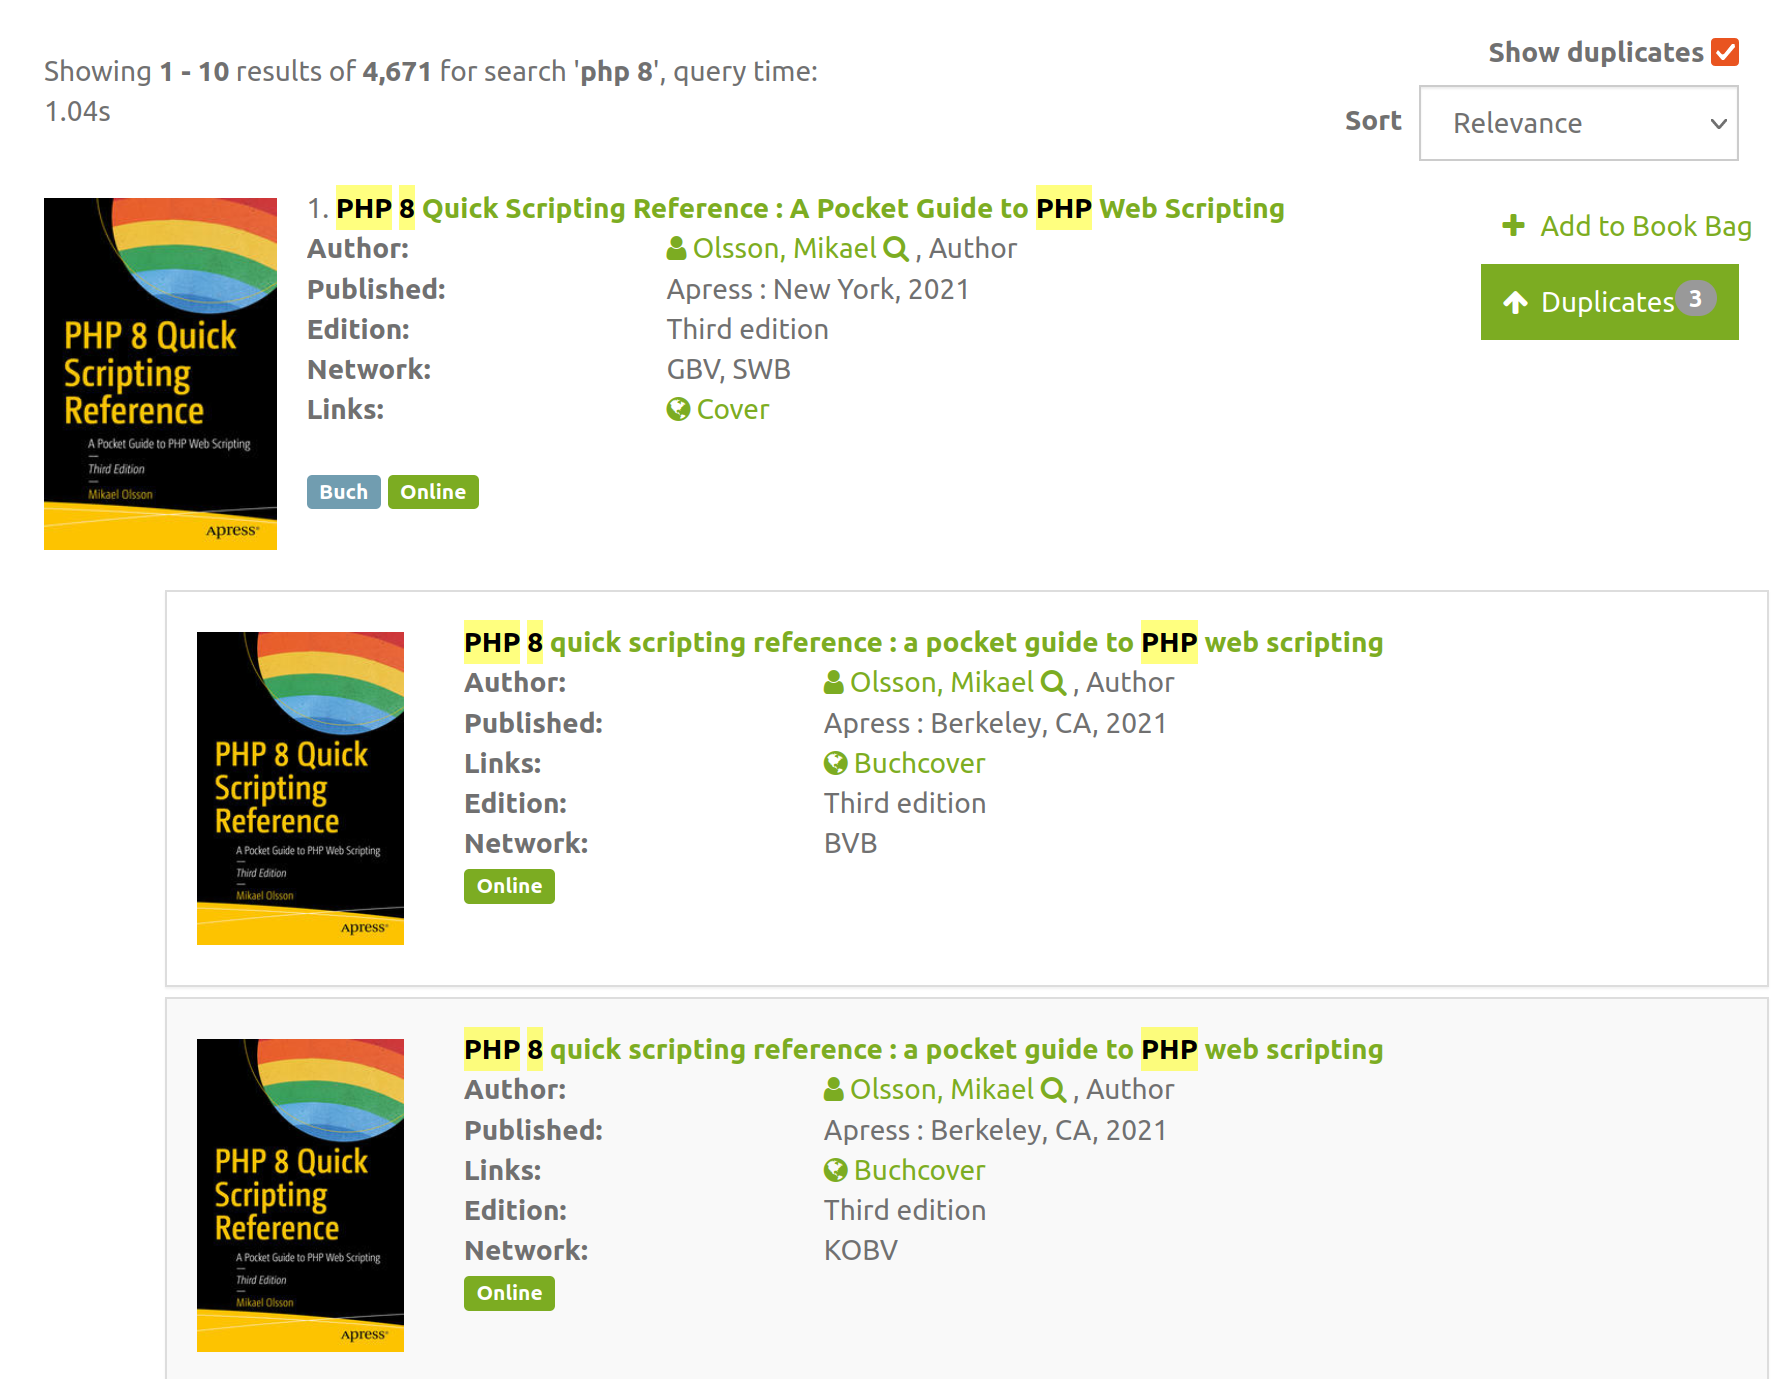 Showing 1 - 10 results of 4,671 for search 'php 8', query time:
1.04s
Show duplicates
Sort
Relevance
PHP 8 Quick
Scripting
Reference
A Pocket Guide to PHP Web Scripting
Third Edition
Mikael Olsson
Apress®
1. PHP 8 Quick Scripting Reference : A Pocket Guide to PHP Web Scripting
Author: Olsson, Mikael , Author
Published: Apress : New York, 2021
Edition: Third edition
Network: GBV, SWB
Links: Cover
Buch Online
Add to Book Bag
Duplicates 3
PHP 8 Quick
Scripting
Reference
A Pocket Guide to PHP Web Scripting
Third Edition
Mikael Olsson
Apress®
PHP 8 quick scripting reference : a pocket guide to PHP web scripting
Author: Olsson, Mikael , Author
Published: Apress : Berkeley, CA, 2021
Links: Buchcover
Edition: Third edition
Network: BVB
Online
PHP 8 Quick
Scripting
Reference
A Pocket Guide to PHP Web Scripting
Third Edition
Mikael Olsson
Apress®
PHP 8 quick scripting reference : a pocket guide to PHP web scripting
Author: Olsson, Mikael , Author
Published: Apress : Berkeley, CA, 2021
Links: Buchcover
Edition: Third edition
Network: KOBV
Online